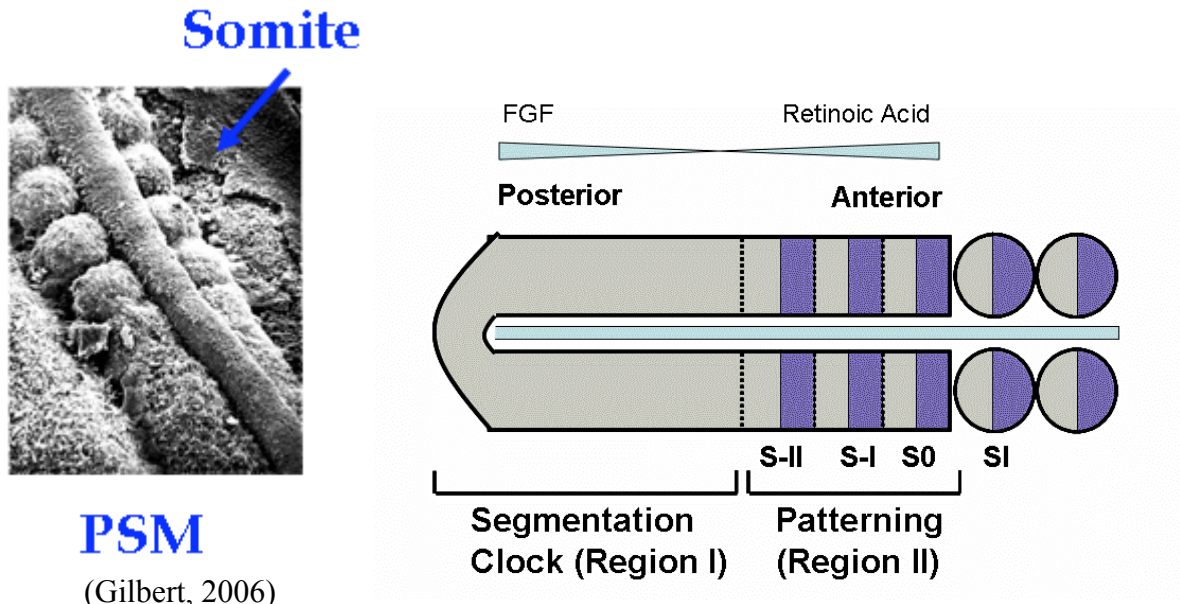 Somite
PSM
(Gilbert, 2006)
FGF Retinoic Acid
Posterior Anterior
S-II S-I S0 SI
Segmentation
Clock (Region I)
Patterning
(Region II)